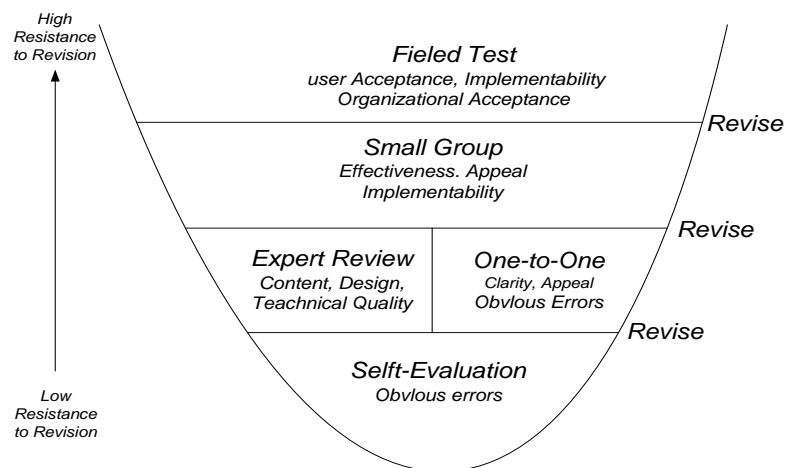 High
Resistance
to Revision
Fieled Test
user Acceptance, Implementability
Organizational Acceptance
Revise
Small Group
Effectiveness. Appeal
Implementability
Revise
Expert Review
Content, Design,
Teachnical Quality
One-to-One
Clarity, Appeal
Obvlous Errors
Revise
Selft-Evaluation
Obvlous errors
Low
Resistance
to Revision